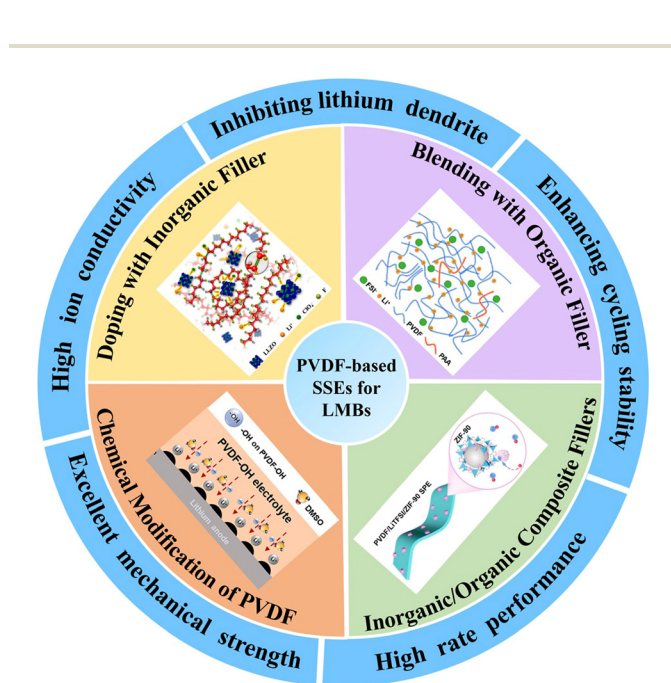 Inhibiting lithium dendrite
Enhancing cycling stability
High rate performance
Excellent mechanical strength
High ion conductivity
Doping with Inorganic Filler
LLZO
Li⁺
ClO₄
F
Blending with Organic Filler
FSI⁻
Li⁺
PVDF
PAA
PVDF-based
SSEs for
LMBs
Chemical Modification of PVDF
-OH
-OH on PVDF-OH
PVDF-OH electrolyte
DMSO
Lithium anode
Inorganic/Organic Composite Fillers
ZIF-90
PVDF/LiTFSI/ZIF-90 SPE